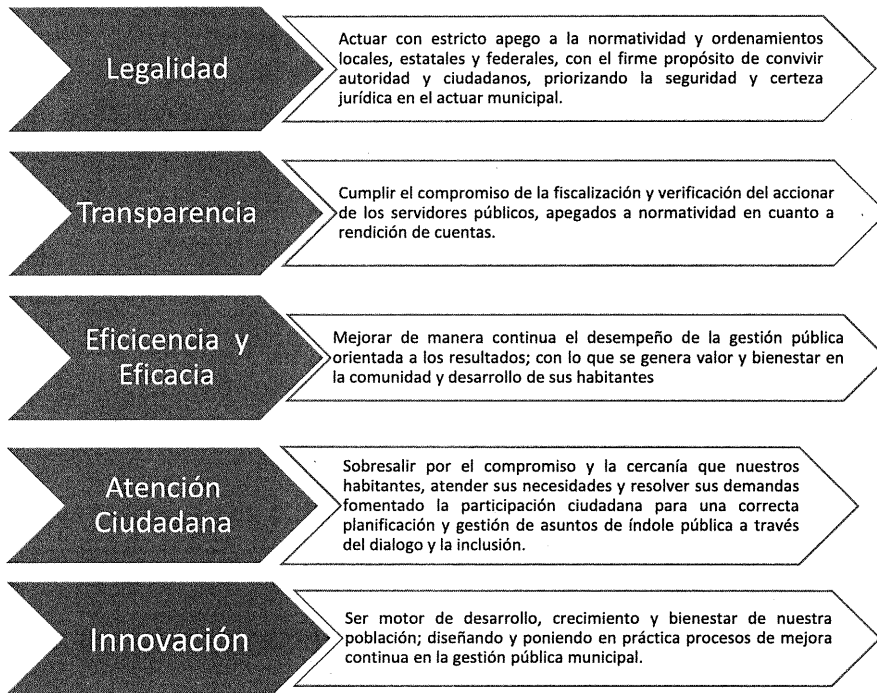 Legalidad
Actuar con estricto apego a la normatividad y ordenamientos
locales, estatales y federales, con el firme propósito de convivir
autoridad y ciudadanos, priorizando la seguridad y certeza
jurídica en el actuar municipal.
Transparencia
Cumplir el compromiso de la fiscalización y verificación del accionar
de los servidores públicos, apegados a normatividad en cuanto a
rendición de cuentas.
Eficicencia y
Eficacia
Mejorar de manera continua el desempeño de la gestión pública
orientada a los resultados; con lo que se genera valor y bienestar en
la comunidad y desarrollo de sus habitantes
Atención
Ciudadana
Sobresalir por el compromiso y la cercanía que nuestros
habitantes, atender sus necesidades y resolver sus demandas
fomentado la participación ciudadana para una correcta
planificación y gestión de asuntos de índole pública a través
del dialogo y la inclusión.
Innovación
Ser motor de desarrollo, crecimiento y bienestar de nuestra
población; diseñando y poniendo en práctica procesos de mejora
continua en la gestión pública municipal.